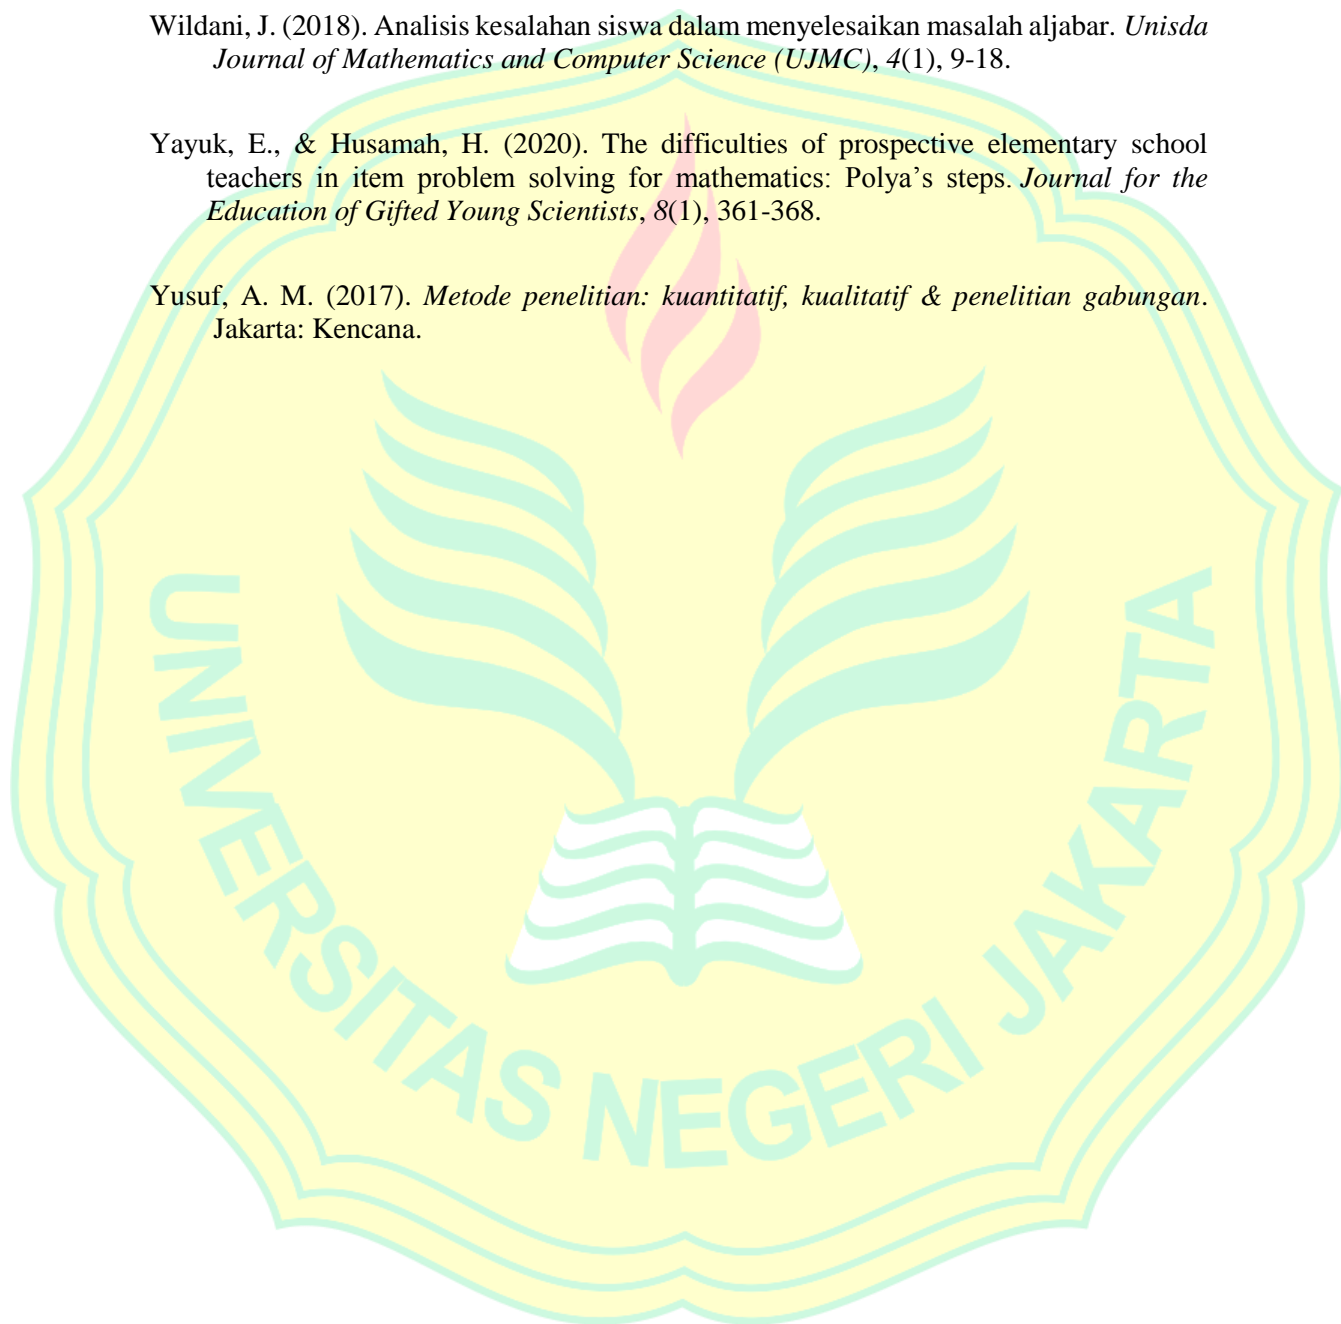 Wildani, J. (2018). Analisis kesalahan siswa dalam menyelesaikan masalah aljabar. Unisda
Journal of Mathematics and Computer Science (UJMC), 4(1), 9-18.
Yayuk, E., & Husamah, H. (2020). The difficulties of prospective elementary school
teachers in item problem solving for mathematics: Polya’s steps. Journal for the
Education of Gifted Young Scientists, 8(1), 361-368.
Yusuf, A. M. (2017). Metode penelitian: kuantitatif, kualitatif & penelitian gabungan.
Jakarta: Kencana.
UNIVERSITAS NEGERI JAKARTA